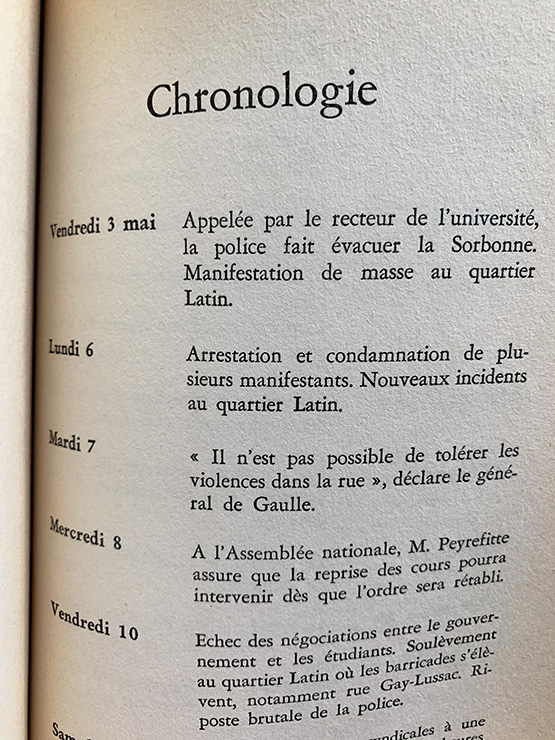 Chronologie
Vendredi 3 mai Appelée par le recteur de l'université,
la police fait évacuer la Sorbonne.
Manifestation de masse au quartier
Latin.
Lundi 6 Arrestation et condamnation de plu-
sieurs manifestants. Nouveaux incidents
au quartier Latin.
Mardi 7 « Il n'est pas possible de tolérer les
violences dans la rue », déclare le géné-
ral de Gaulle.
Mercredi 8 A l'Assemblée nationale, M. Peyrefitte
assure que la reprise des cours pourra
intervenir dès que l'ordre sera rétabli.
Vendredi 10 Echec des négociations entre le gouver-
nement et les étudiants. Soulèvement
au quartier Latin où les barricades s'élè-
vent, notamment rue Gay-Lussac. Ri-
poste brutale de la police.
à une